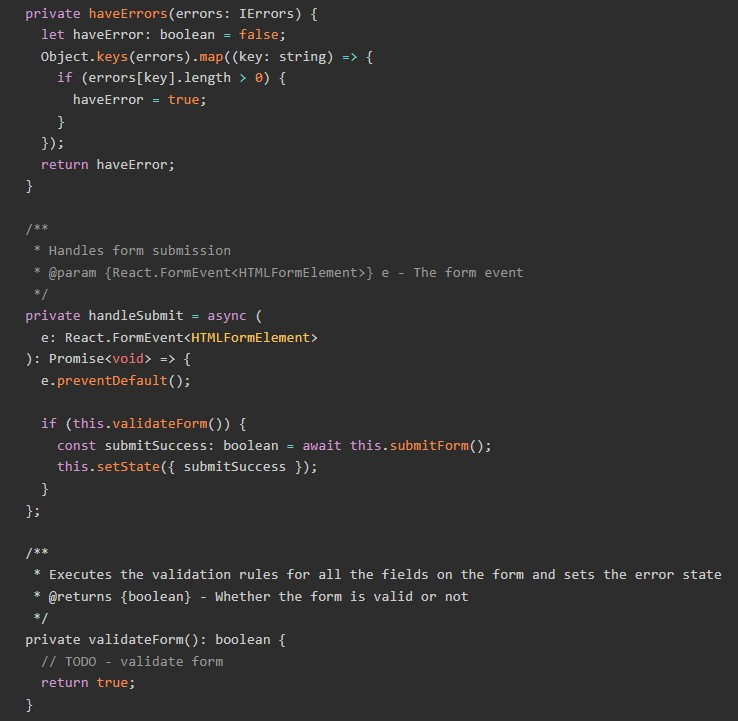 private haveErrors(errors: IErrors) {
  let haveError: boolean = false;
  Object.keys(errors).map((key: string) => {
    if (errors[key].length > 0) {
      haveError = true;
    }
  });
  return haveError;
}

/**
 * Handles form submission
 * @param {React.FormEvent<HTMLFormElement>} e - The form event
 */
private handleSubmit = async (
  e: React.FormEvent<HTMLFormElement>
): Promise<void> => {
  e.preventDefault();

  if (this.validateForm()) {
    const submitSuccess: boolean = await this.submitForm();
    this.setState({ submitSuccess });
  }
};

/**
 * Executes the validation rules for all the fields on the form and sets the error state
 * @returns {boolean} - Whether the form is valid or not
 */
private validateForm(): boolean {
  // TODO - validate form
  return true;
}